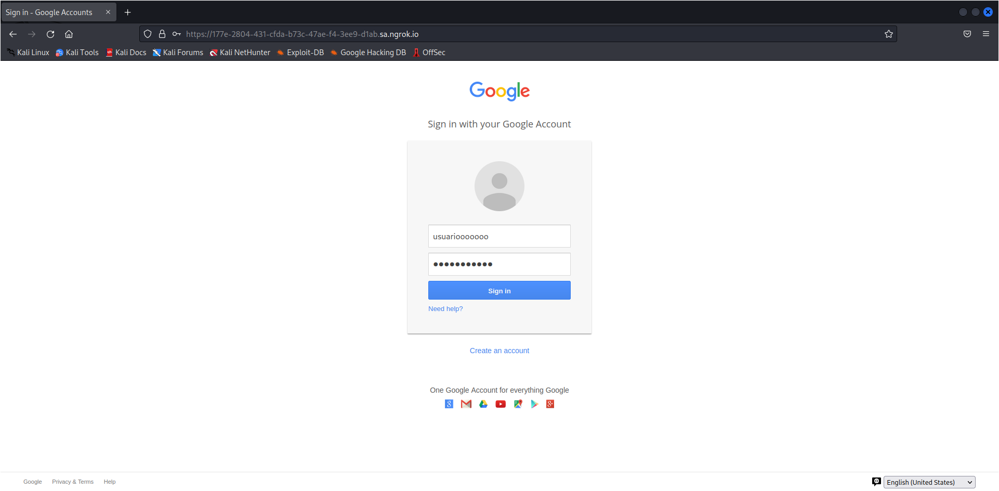 Sign in - Google Accounts
https://177e-2804-431-cfda-b73c-47ae-f4-3ee9-d1ab.sa.ngrok.io
Kali Linux Kali Tools Kali Docs Kali Forums Kali NetHunter Exploit-DB Google Hacking DB OffSec
Google
Sign in with your Google Account
usuariooooooo
●●●●●●●●●●●
Sign in
Need help?
Create an account
One Google Account for everything Google
Google Privacy & Terms Help English (United States)